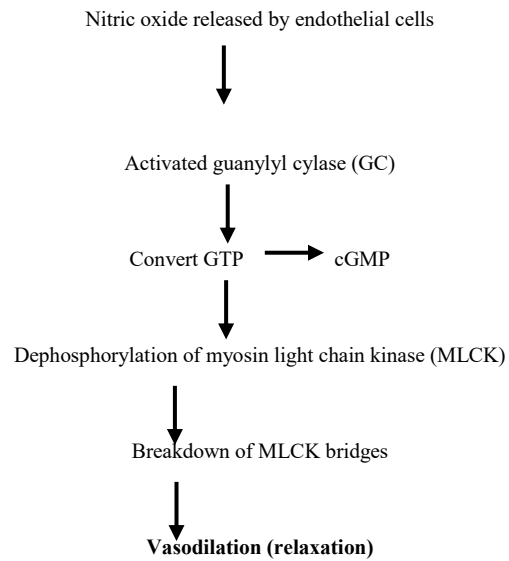 Nitric oxide released by endothelial cells
Activated guanylyl cylase (GC)
Convert GTP cGMP
Dephosphorylation of myosin light chain kinase (MLCK)
Breakdown of MLCK bridges
Vasodilation (relaxation)